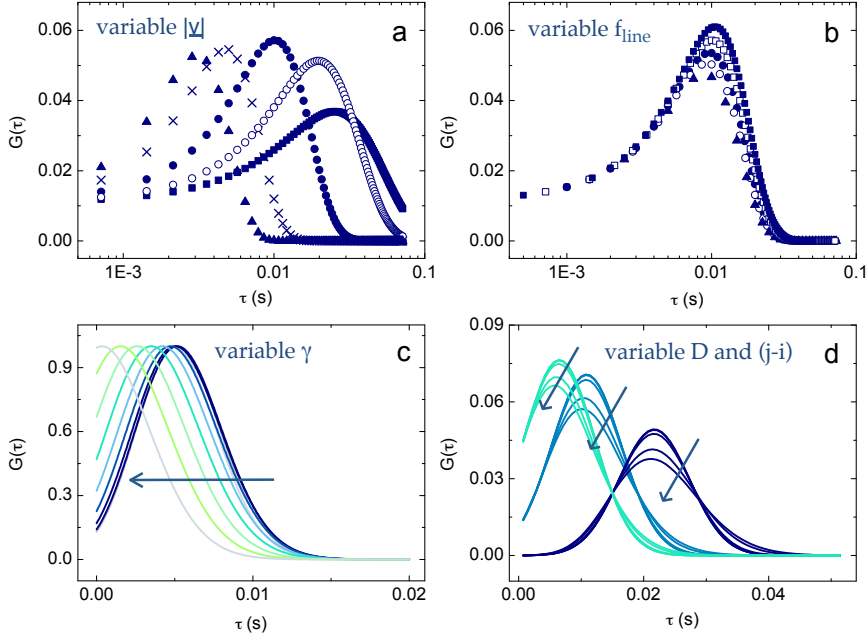 variable |v|
a
G(τ)
0.06
0.04
0.02
0.00
1E-3
0.01
0.1
τ (s)
variable f_line
b
G(τ)
0.06
0.04
0.02
0.00
1E-3
0.01
0.1
τ (s)
variable γ
c
G(τ)
0.9
0.6
0.3
0.0
0.00
0.01
0.02
τ (s)
variable D and (j-i)
d
G(τ)
0.09
0.06
0.03
0.00
0.00
0.02
0.04
τ (s)